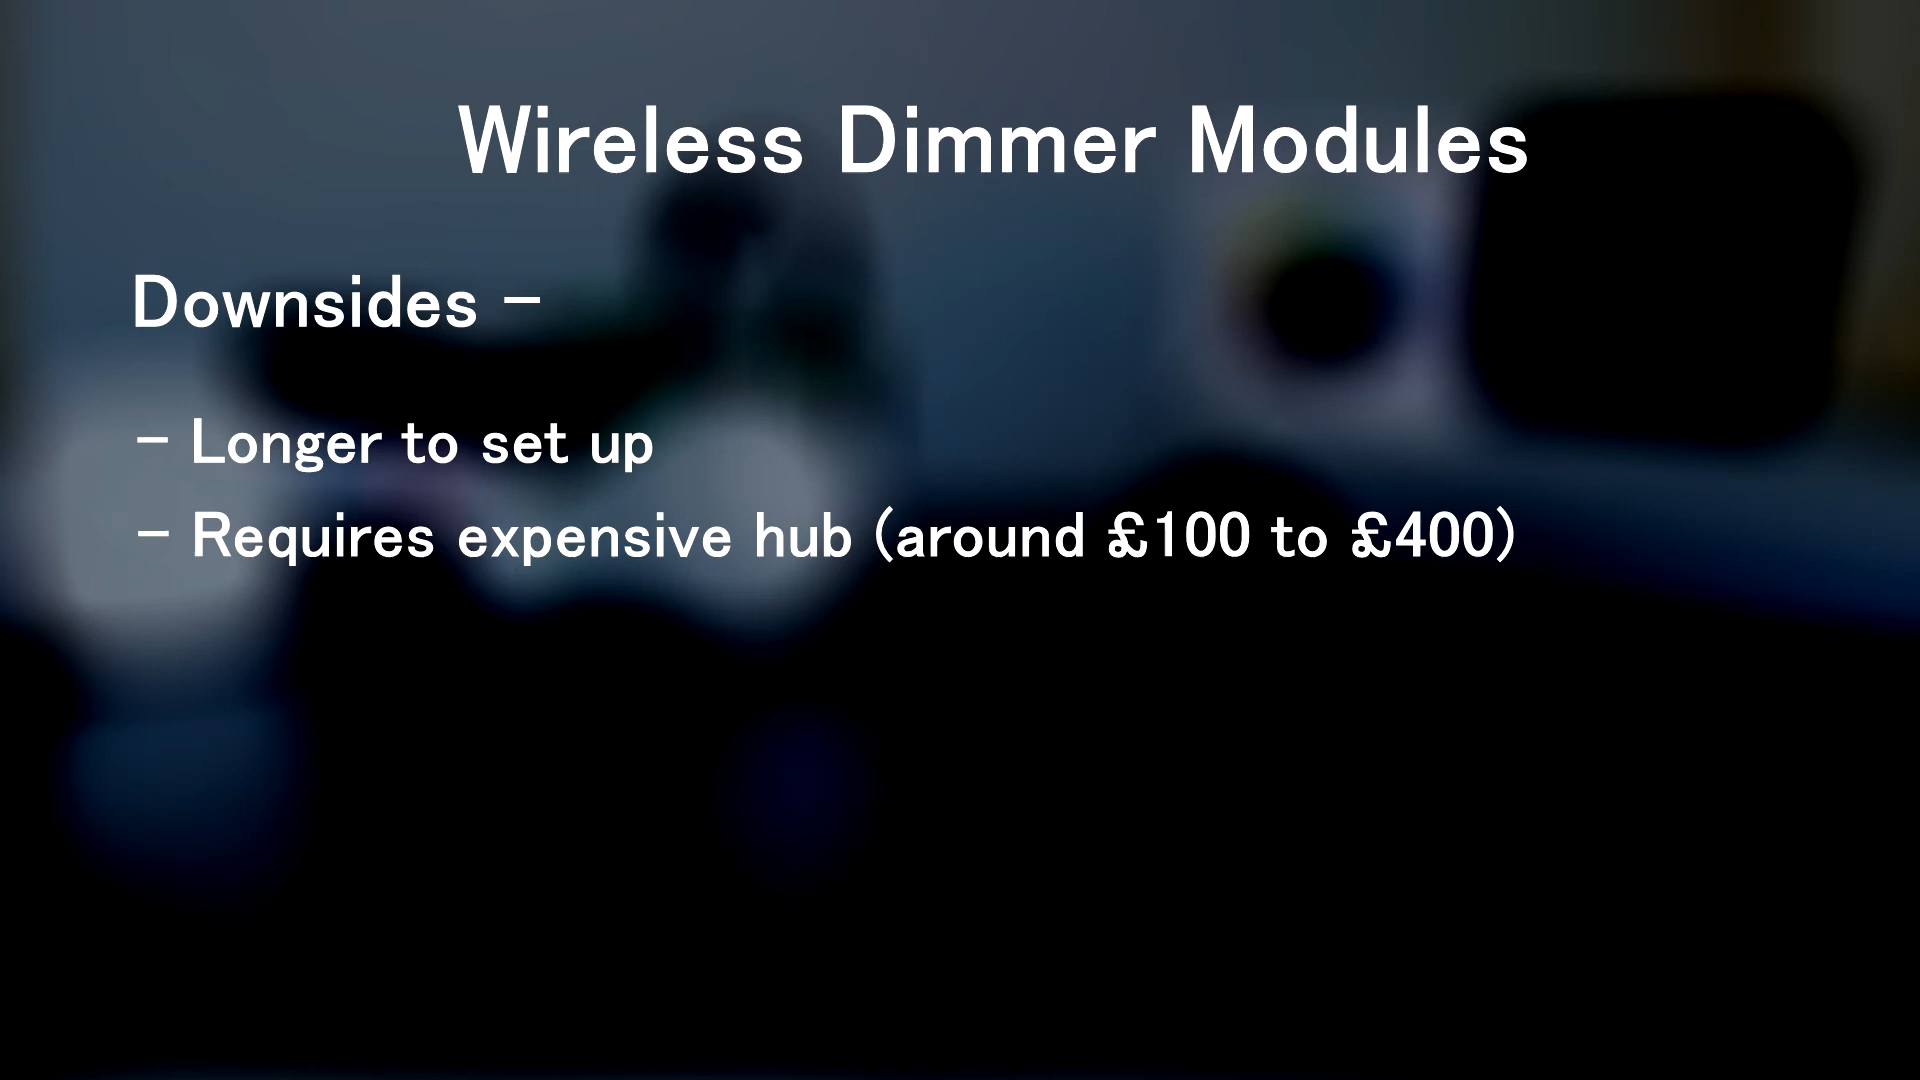 Wireless Dimmer Modules
Downsides -
- Longer to set up
- Requires expensive hub (around £100 to £400)